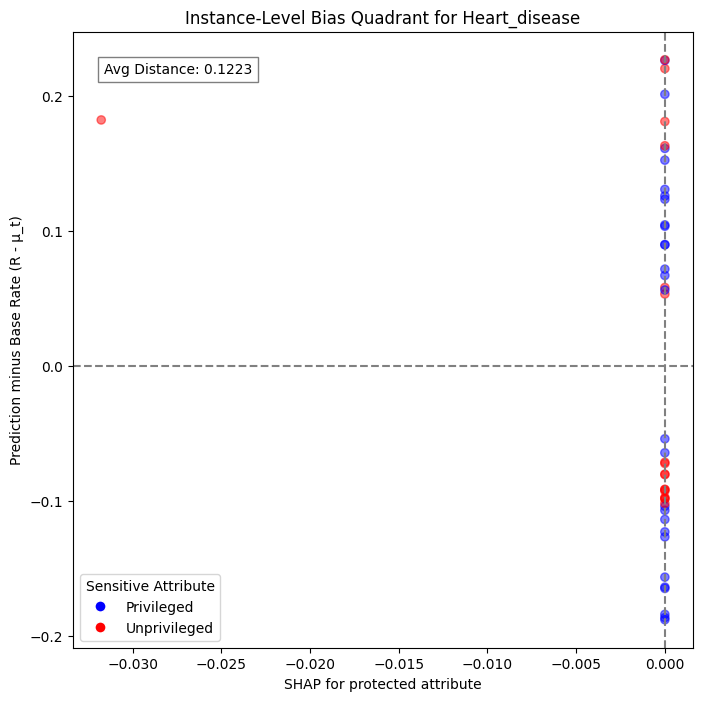 Instance-Level Bias Quadrant for Heart_disease
Avg Distance: 0.1223
Prediction minus Base Rate (R - μ_t)
0.2
0.1
0.0
−0.1
−0.2
Sensitive Attribute
Privileged
Unprivileged
−0.030 −0.025 −0.020 −0.015 −0.010 −0.005 0.000
SHAP for protected attribute